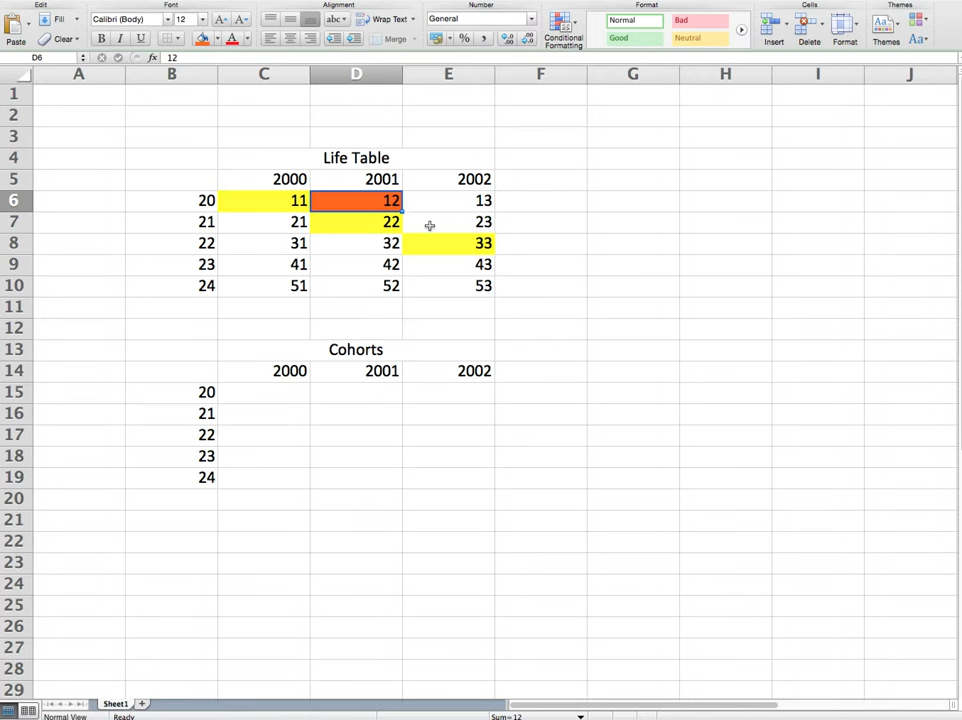 Edit Font Alignment Number Format Cells Themes
Fill Calibri (Body) 12 A A abc Wrap Text General Normal Bad
Paste Clear B I U A Merge % Conditional Formatting Good Neutral Insert Delete Format Themes Aa
D6 fx 12
A B C D E F G H I J
1
2
3
4 Life Table
5 2000 2001 2002
6 20 11 12 13
7 21 21 22 23
8 22 31 32 33
9 23 41 42 43
10 24 51 52 53
11
12
13 Cohorts
14 2000 2001 2002
15 20
16 21
17 22
18 23
19 24
20
21
22
23
24
25
26
27
28
29
Sheet1 +
Normal View Ready Sum=12